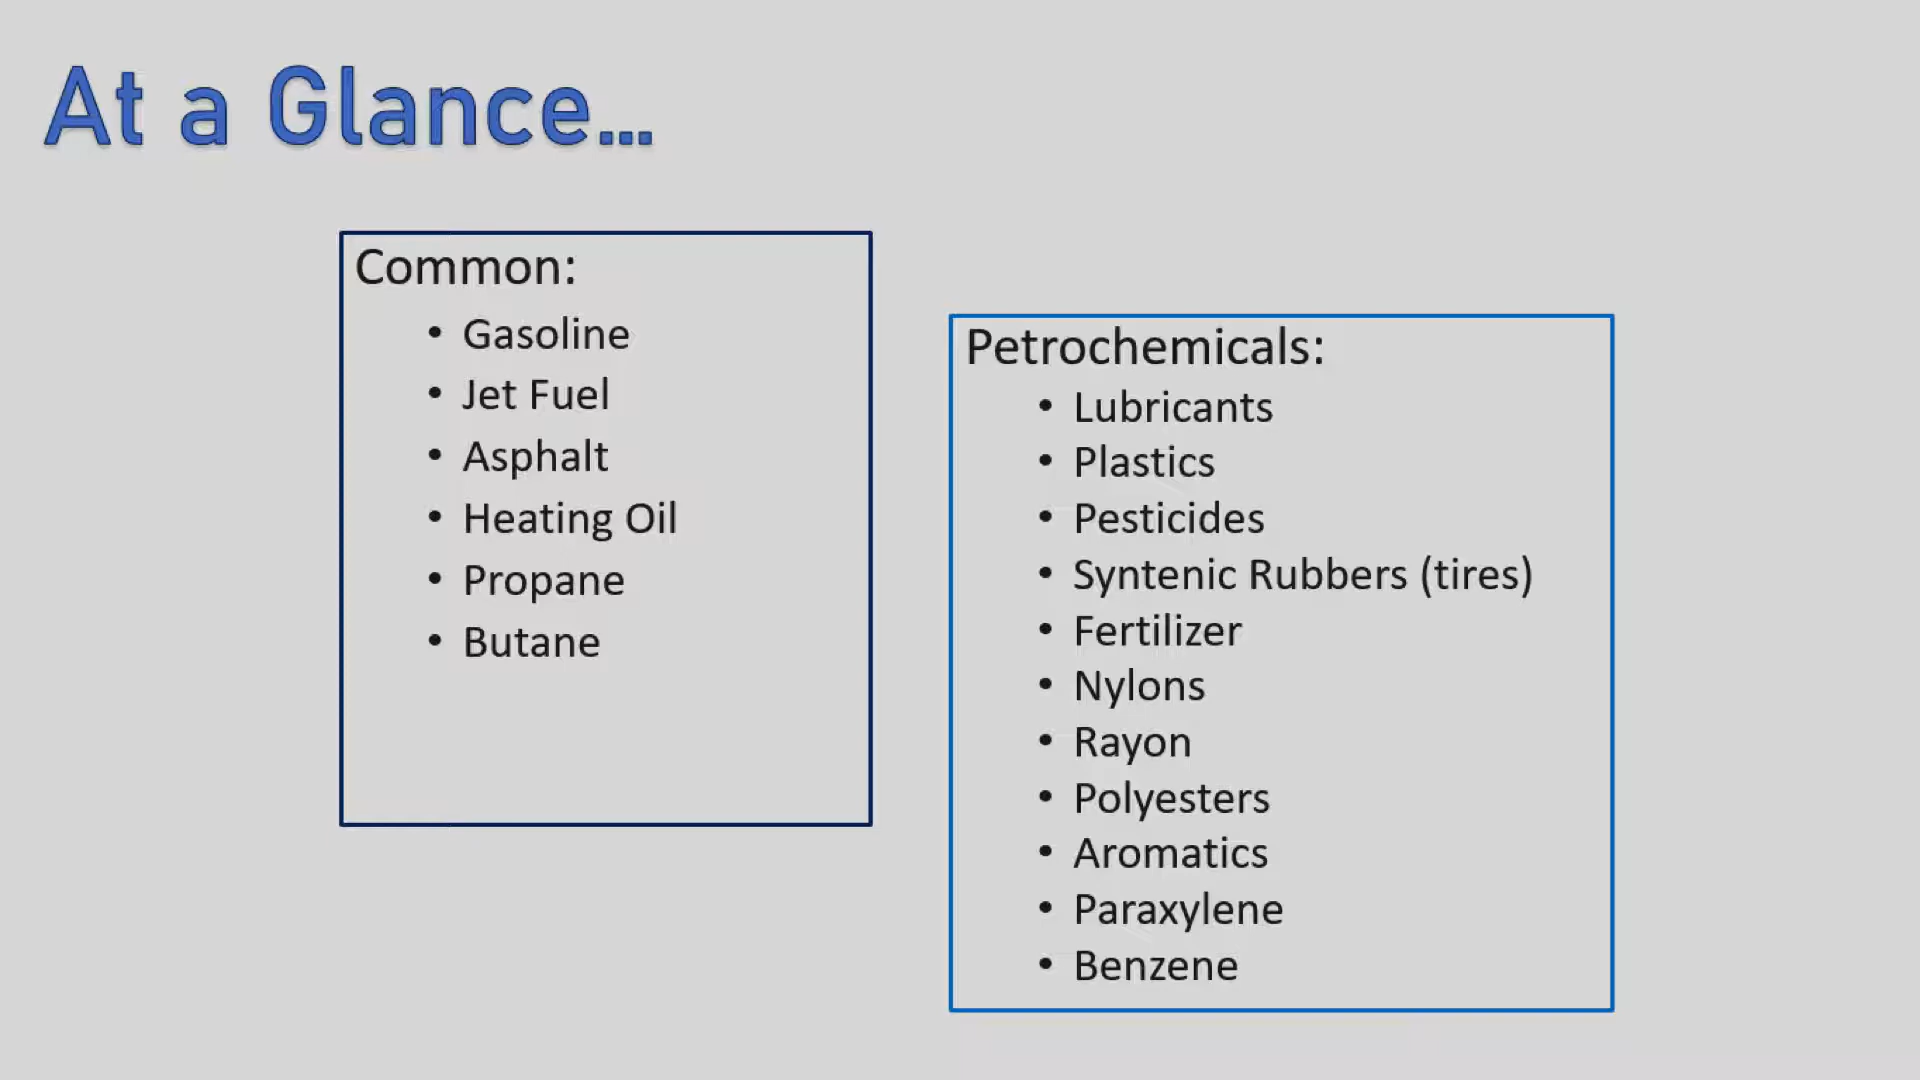 At a Glance...
Common:
• Gasoline
• Jet Fuel
• Asphalt
• Heating Oil
• Propane
• Butane
Petrochemicals:
• Lubricants
• Plastics
• Pesticides
• Syntenic Rubbers (tires)
• Fertilizer
• Nylons
• Rayon
• Polyesters
• Aromatics
• Paraxylene
• Benzene